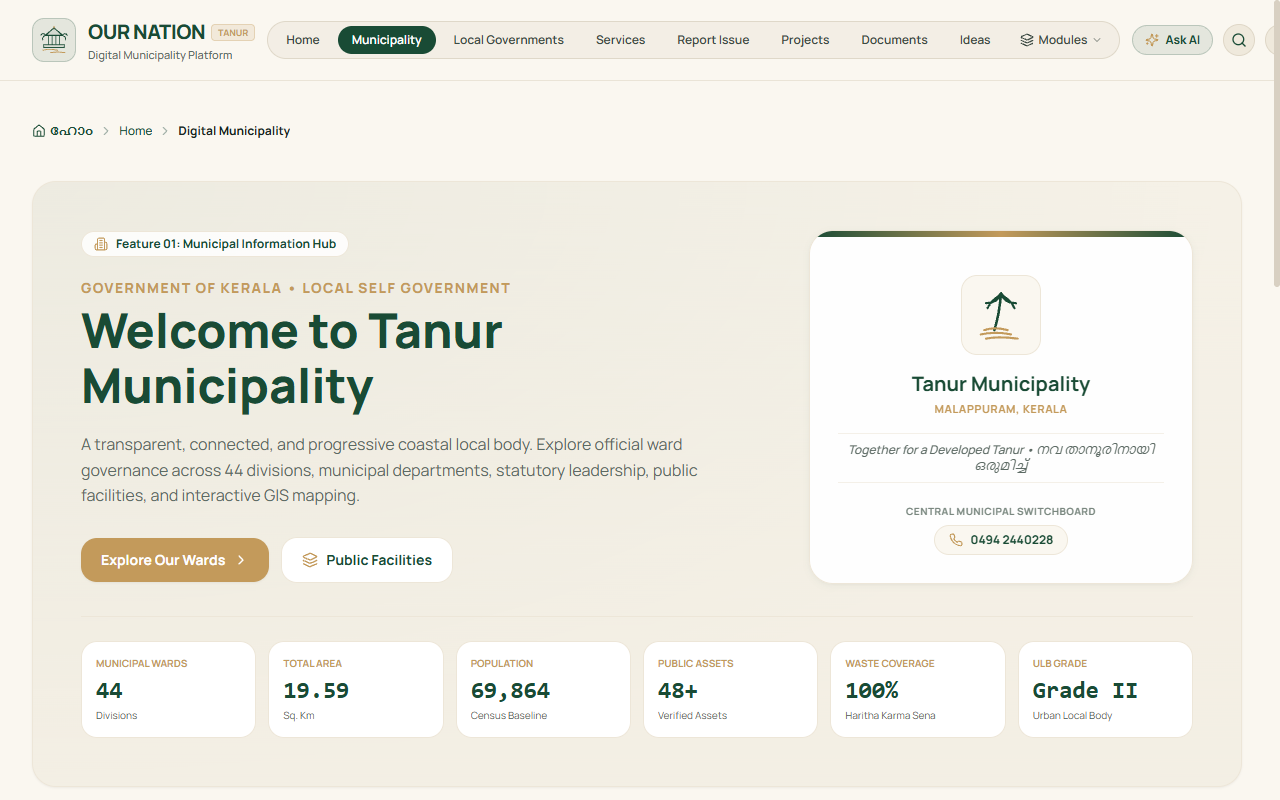 OUR NATION TANUR
Digital Municipality Platform
Home
Municipality
Local Governments
Services
Report Issue
Projects
Documents
Ideas
Modules
Ask AI
ഹോം
Home
Digital Municipality
Feature 01: Municipal Information Hub
GOVERNMENT OF KERALA • LOCAL SELF GOVERNMENT
Welcome to Tanur
Municipality
A transparent, connected, and progressive coastal local body. Explore official ward
governance across 44 divisions, municipal departments, statutory leadership, public
facilities, and interactive GIS mapping.
Explore Our Wards
Public Facilities
Tanur Municipality
MALAPPURAM, KERALA
Together for a Developed Tanur • നവ താനൂരിനായി
ഒരുമിച്ച്
CENTRAL MUNICIPAL SWITCHBOARD
0494 2440228
MUNICIPAL WARDS
44
Divisions
TOTAL AREA
19.59
Sq. Km
POPULATION
69,864
Census Baseline
PUBLIC ASSETS
48+
Verified Assets
WASTE COVERAGE
100%
Haritha Karma Sena
ULB GRADE
Grade II
Urban Local Body